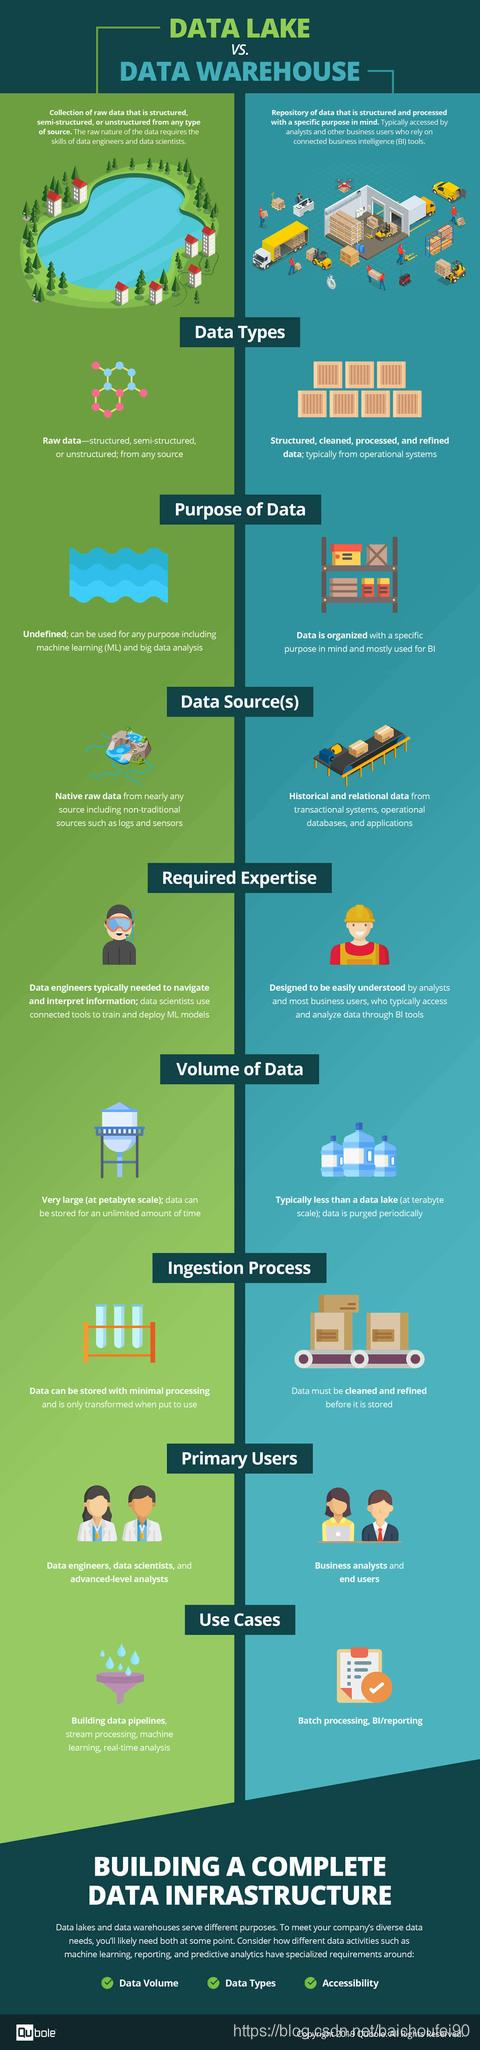 DATA LAKE
VS.
DATA WAREHOUSE
Collection of raw data that is structured,
semi-structured, or unstructured from any type
of source. The raw nature of the data requires the
skills of data engineers and data scientists.
Repository of data that is structured and processed
with a specific purpose in mind. Typically accessed by
analysts and other business users who rely on
connected business intelligence (BI) tools.
Data Types
Raw data—structured, semi-structured,
or unstructured; from any source
Structured, cleaned, processed, and refined
data; typically from operational systems
Purpose of Data
Undefined; can be used for any purpose including
machine learning (ML) and big data analysis
Data is organized with a specific
purpose in mind and mostly used for BI
Data Source(s)
Native raw data from nearly any
source including non-traditional
sources such as logs and sensors
Historical and relational data from
transactional systems, operational
databases, and applications
Required Expertise
Data engineers typically needed to navigate
and interpret information; data scientists use
connected tools to train and deploy ML models
Designed to be easily understood by analysts
and most business users, who typically access
and analyze data through BI tools
Volume of Data
Very large (at petabyte scale); data can
be stored for an unlimited amount of time
Typically less than a data lake (at terabyte
scale); data is purged periodically
Ingestion Process
Data can be stored with minimal processing
and is only transformed when put to use
Data must be cleaned and refined
before it is stored
Primary Users
Data engineers, data scientists, and
advanced-level analysts
Business analysts and
end users
Use Cases
Building data pipelines,
stream processing, machine
learning, real-time analysis
Batch processing, BI/reporting
BUILDING A COMPLETE
DATA INFRASTRUCTURE
Data lakes and data warehouses serve different purposes. To meet your company's diverse data
needs, you'll likely need both at some point. Consider how different data activities such as
machine learning, reporting, and predictive analytics have specialized requirements around:
Data Volume
Data Types
Accessibility
Qubole
https://blog.csdn.net/baishoufei90
Copyright 2019 Qubole. All Rights Reserved.